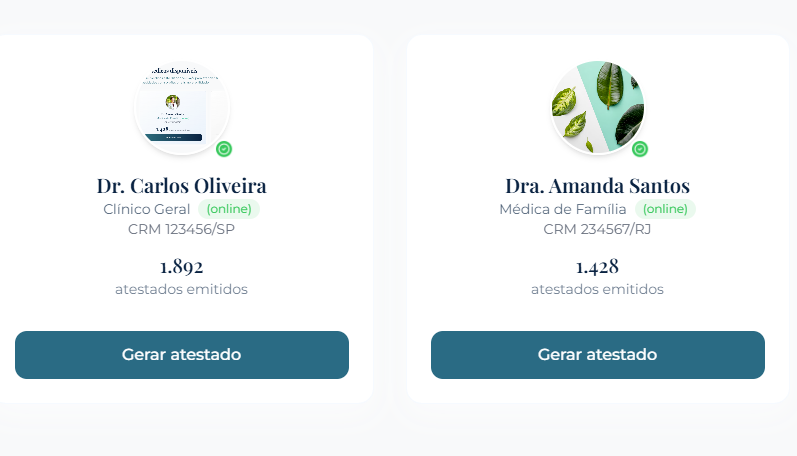 Dr. Carlos Oliveira
Clínico Geral (online)
CRM 123456/SP
1.892
atestados emitidos
Gerar atestado
Dra. Amanda Santos
Médica de Família (online)
CRM 234567/RJ
1.428
atestados emitidos
Gerar atestado